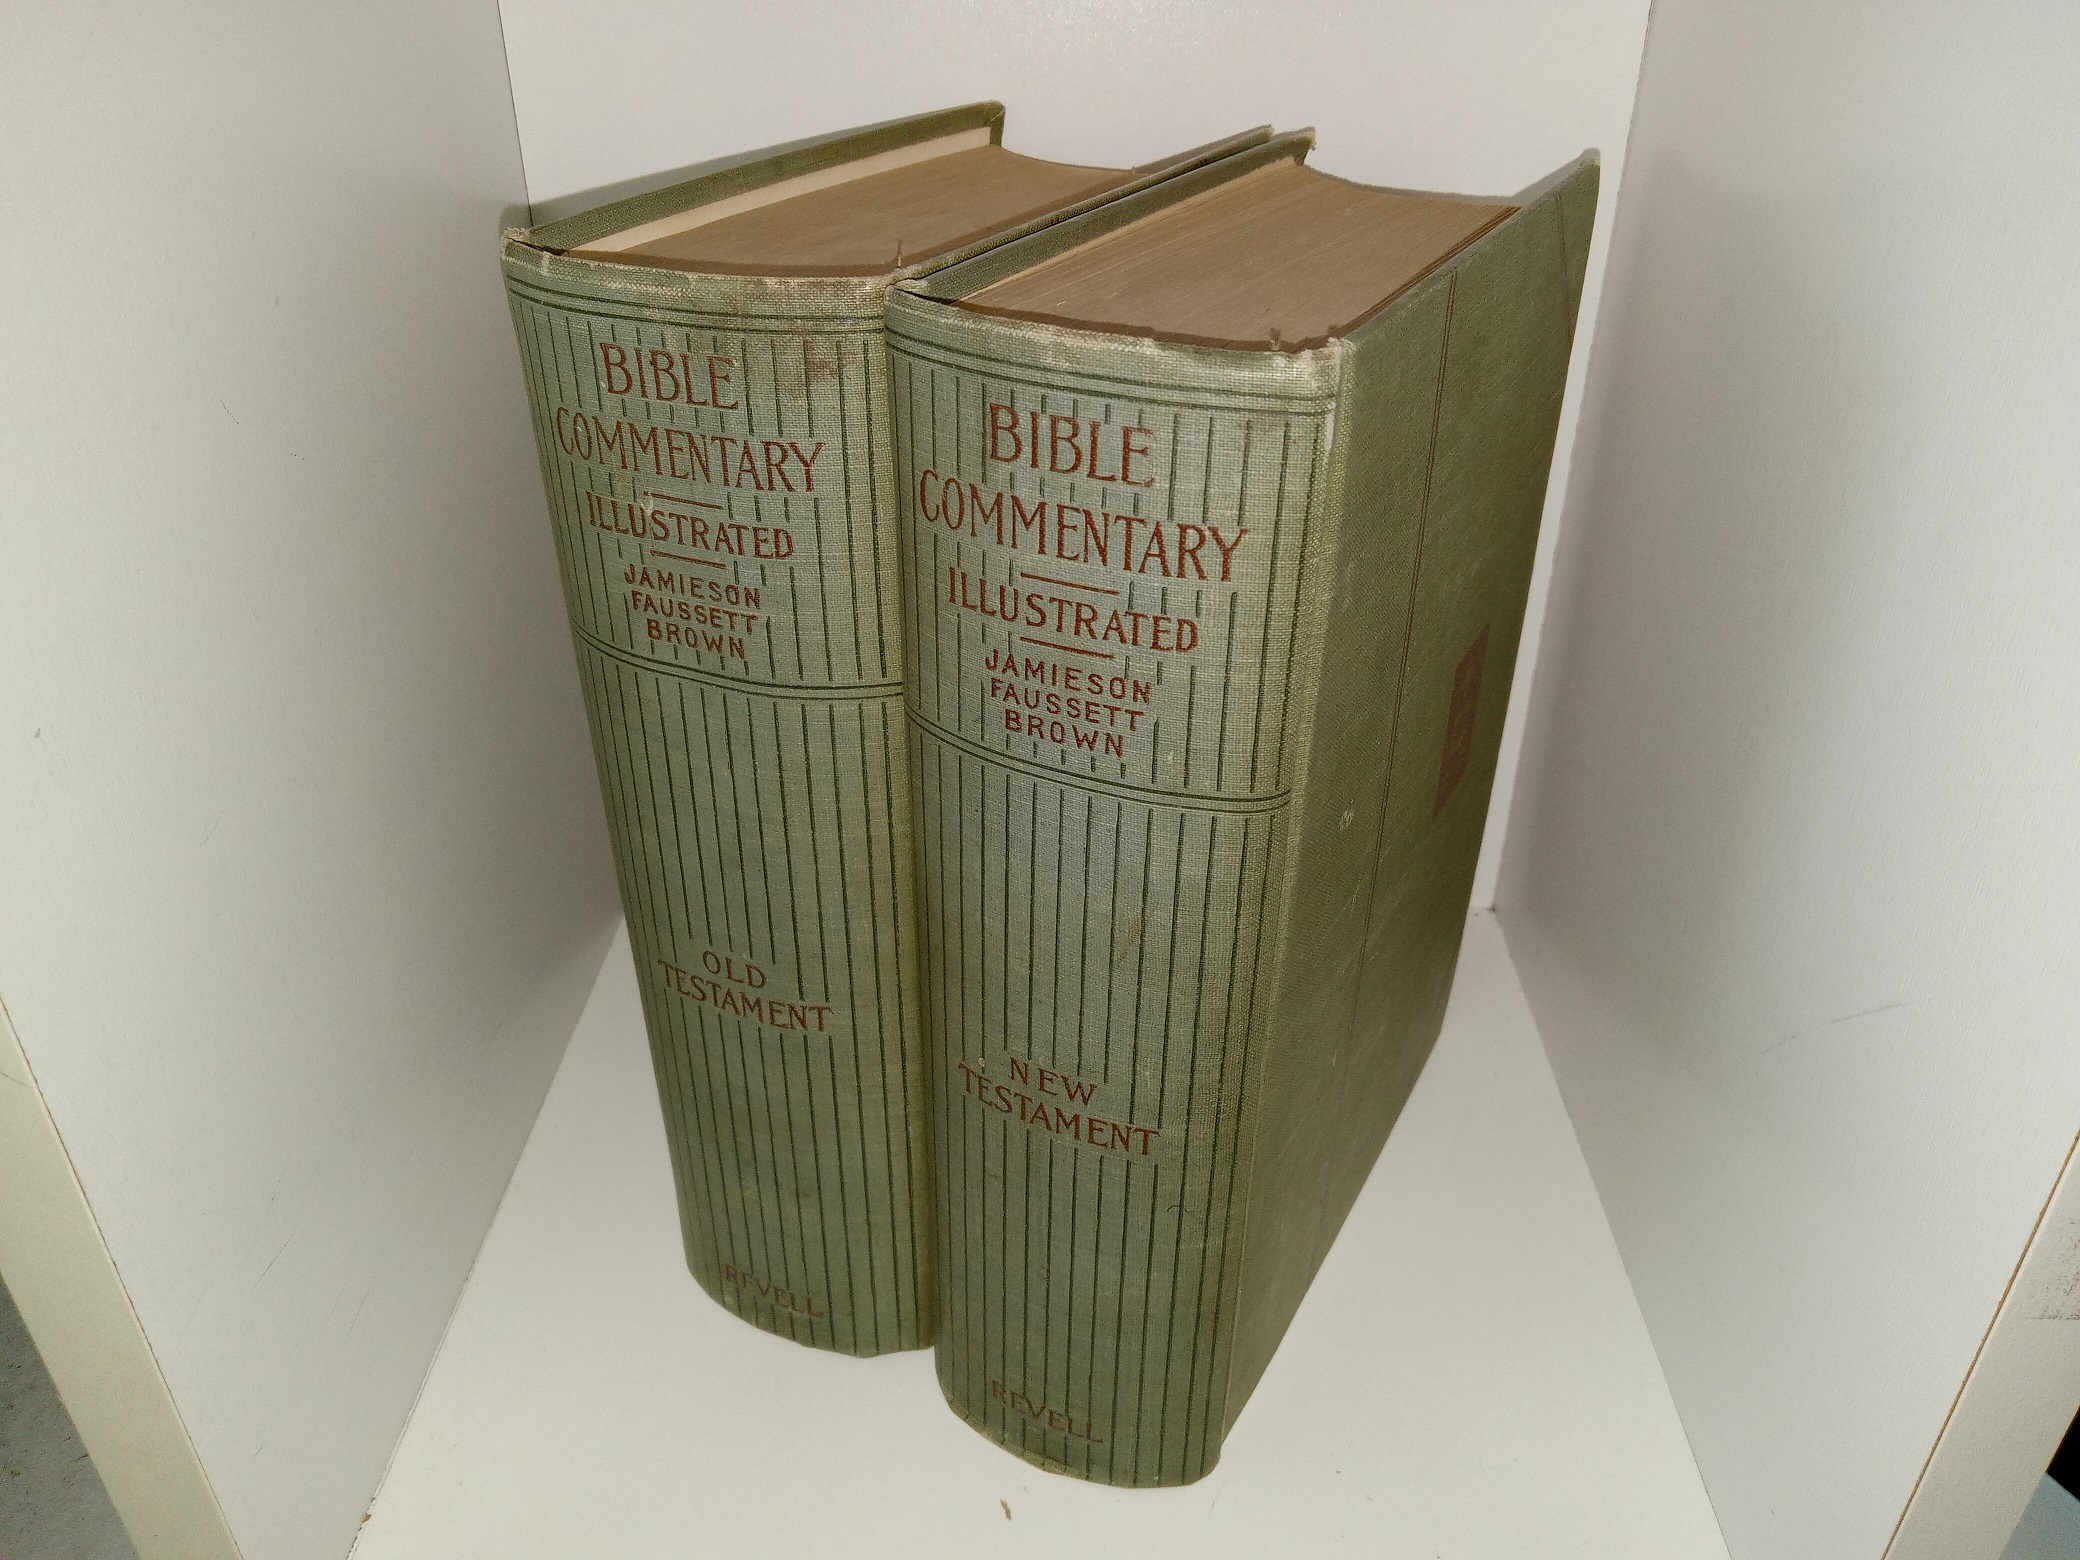 BIBLE
COMMENTARY
ILLUSTRATED
JAMIESON
FAUSSETT
BROWN
OLD
TESTAMENT
REVELL
BIBLE
COMMENTARY
ILLUSTRATED
JAMIESON
FAUSSETT
BROWN
NEW
TESTAMENT
REVELL